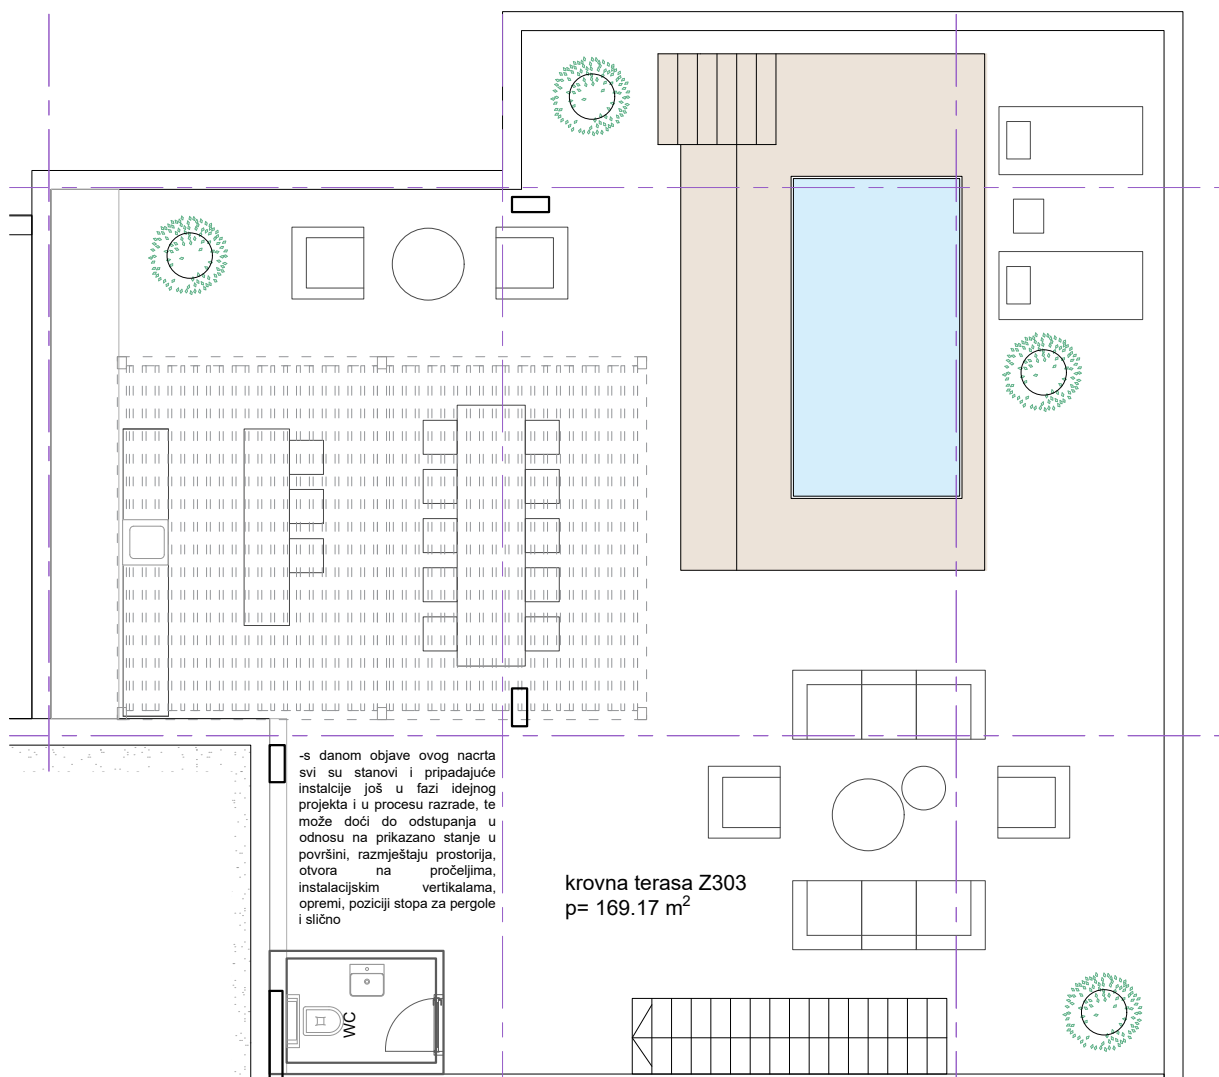 -s danom objave ovog nacrta
svi su stanovi i pripadajuće
instalcije još u fazi idejnog
projekta i u procesu razrade, te
može doći do odstupanja u
odnosu na prikazano stanje u
površini, razmještaju prostorija,
otvora na pročeljima,
instalacijskim vertikalama,
opremi, poziciji stopa za pergole
i slično
krovna terasa Z303
p= 169.17 m²
WC